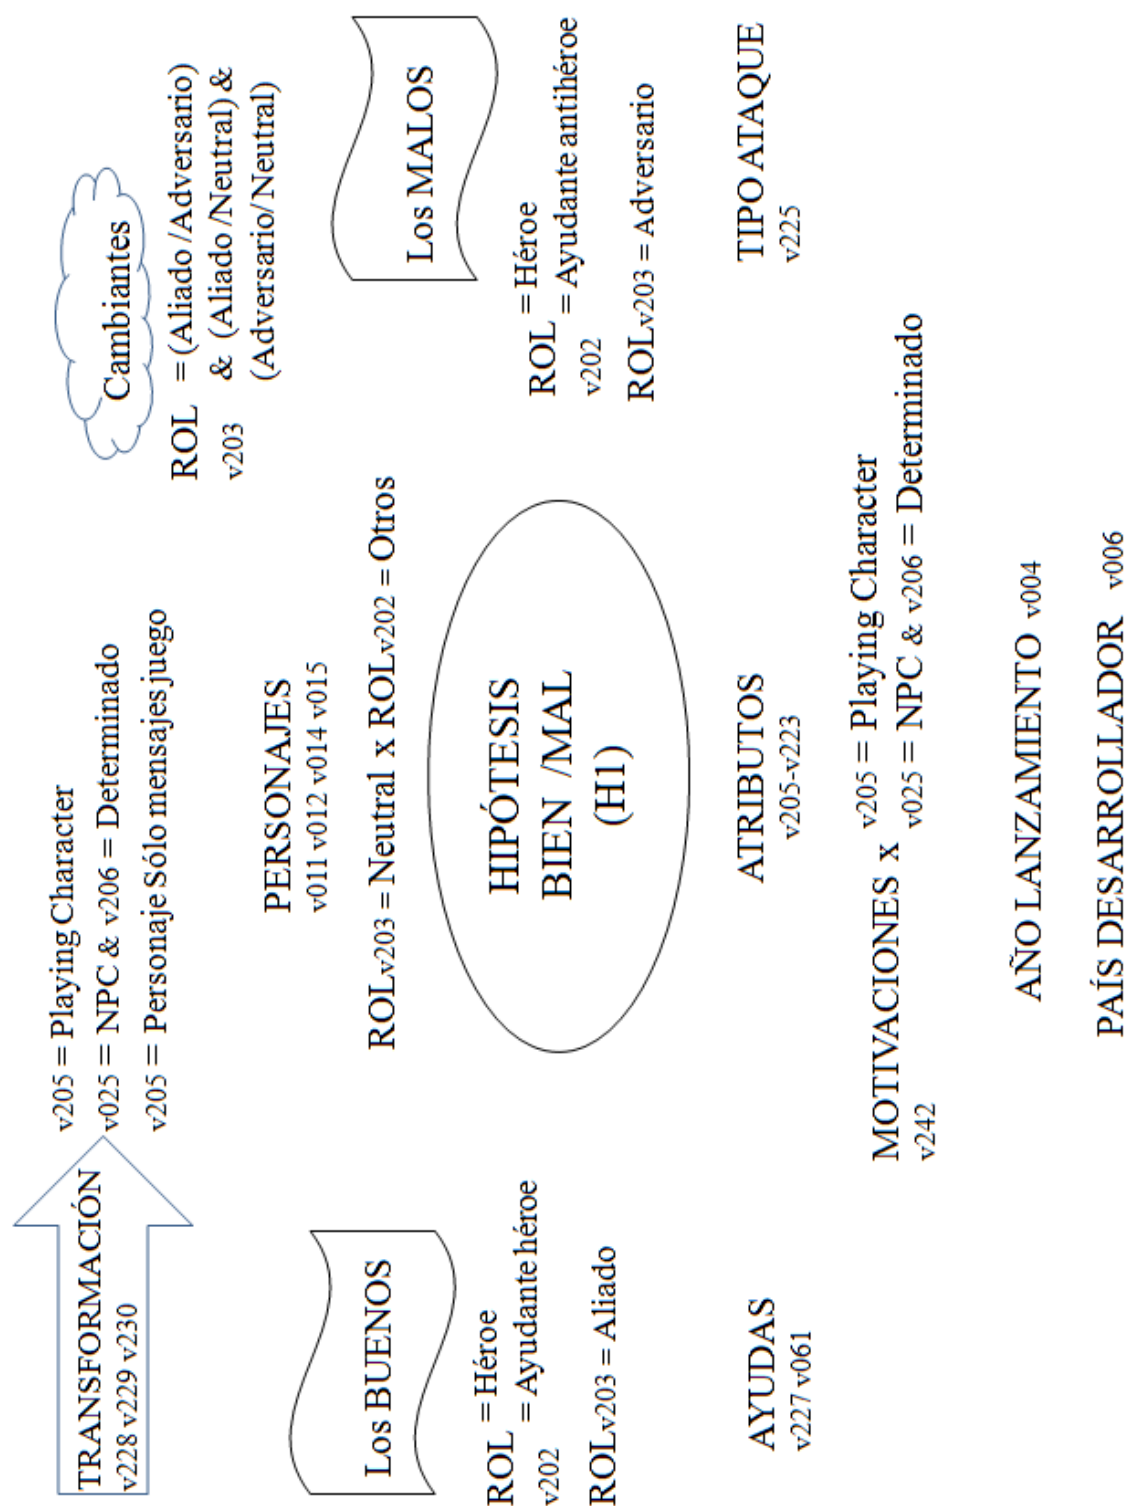 TRANSFORMACIÓN
v228 v229 v230
v205 = Playing Character
v025 = NPC & v206 = Determinado
v205 = Personaje Sólo mensajes juego
Cambiantes
ROL = (Aliado /Adversario)
& (Aliado /Neutral) &
v203
(Adversario/ Neutral)
PERSONAJES
v011 v012 v014 v015
Los BUENOS
ROLv203 = Neutral x ROLv202 = Otros
Los MALOS
ROL = Héroe
= Ayudante héroe
v202
ROLv203 = Aliado
HIPÓTESIS
BIEN /MAL
(H1)
ROL = Héroe
= Ayudante antihéroe
v202
ROLv203 = Adversario
AYUDAS
v227 v061
ATRIBUTOS
v205-v223
TIPO ATAQUE
v225
MOTIVACIONES x
v242
v205 = Playing Character
v025 = NPC & v206 = Determinado
AÑO LANZAMIENTO v004
PAÍS DESARROLLADOR v006